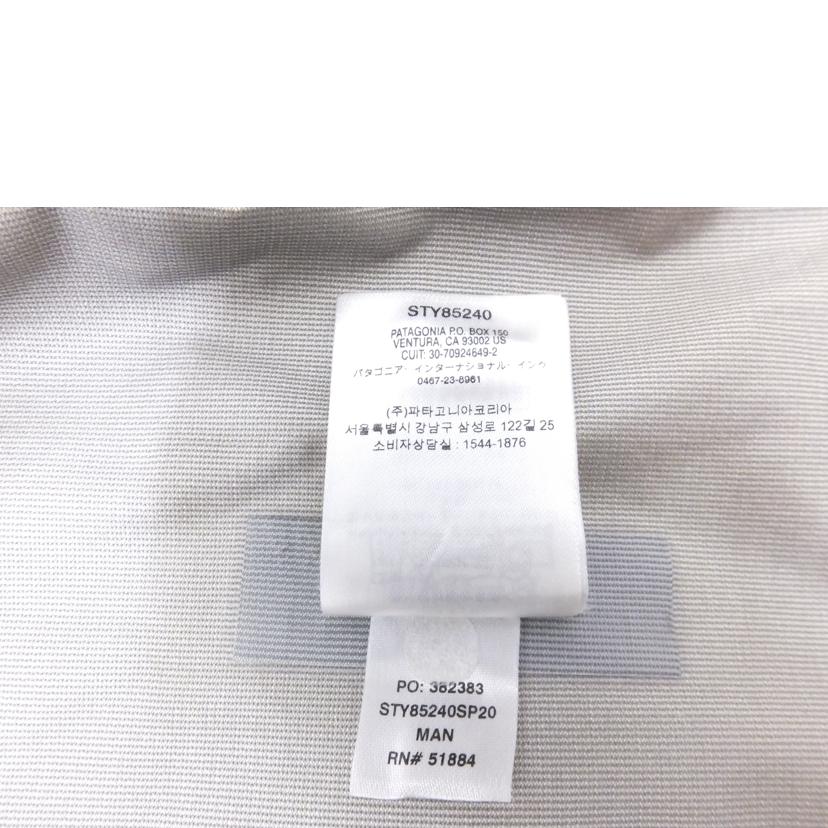 STY85240
PATAGONIA P.O. BOX 150
VENTURA, CA 93002 US
CUIT: 30-70924649-2
パタゴニア・インターナショナル・インク
0467-23-8961
(주)파타고니아코리아
서울특별시 강남구 삼성로 122길 25
소비자상담실 : 1544-1876
PO: 382383
STY85240SP20
MAN
RN# 51884